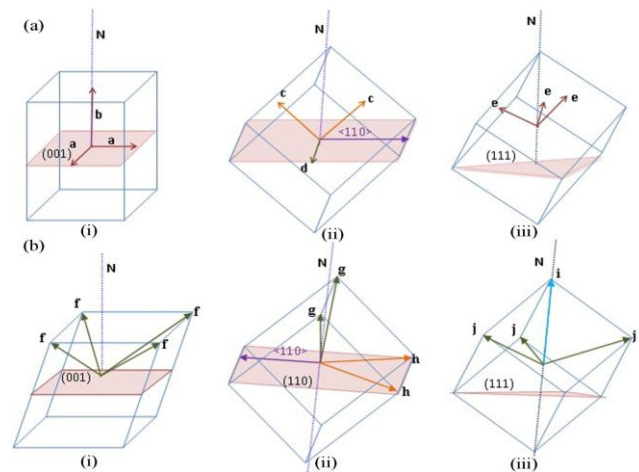 (a)
N
b
a
a
(001)
(i)
N
c
c
<110>
d
(ii)
N
e
e
e
(111)
(iii)
(b)
N
f
f
f
f
(001)
(i)
N
g
g
<110>
h
h
(110)
(ii)
N
i
j
j
j
(111)
(iii)